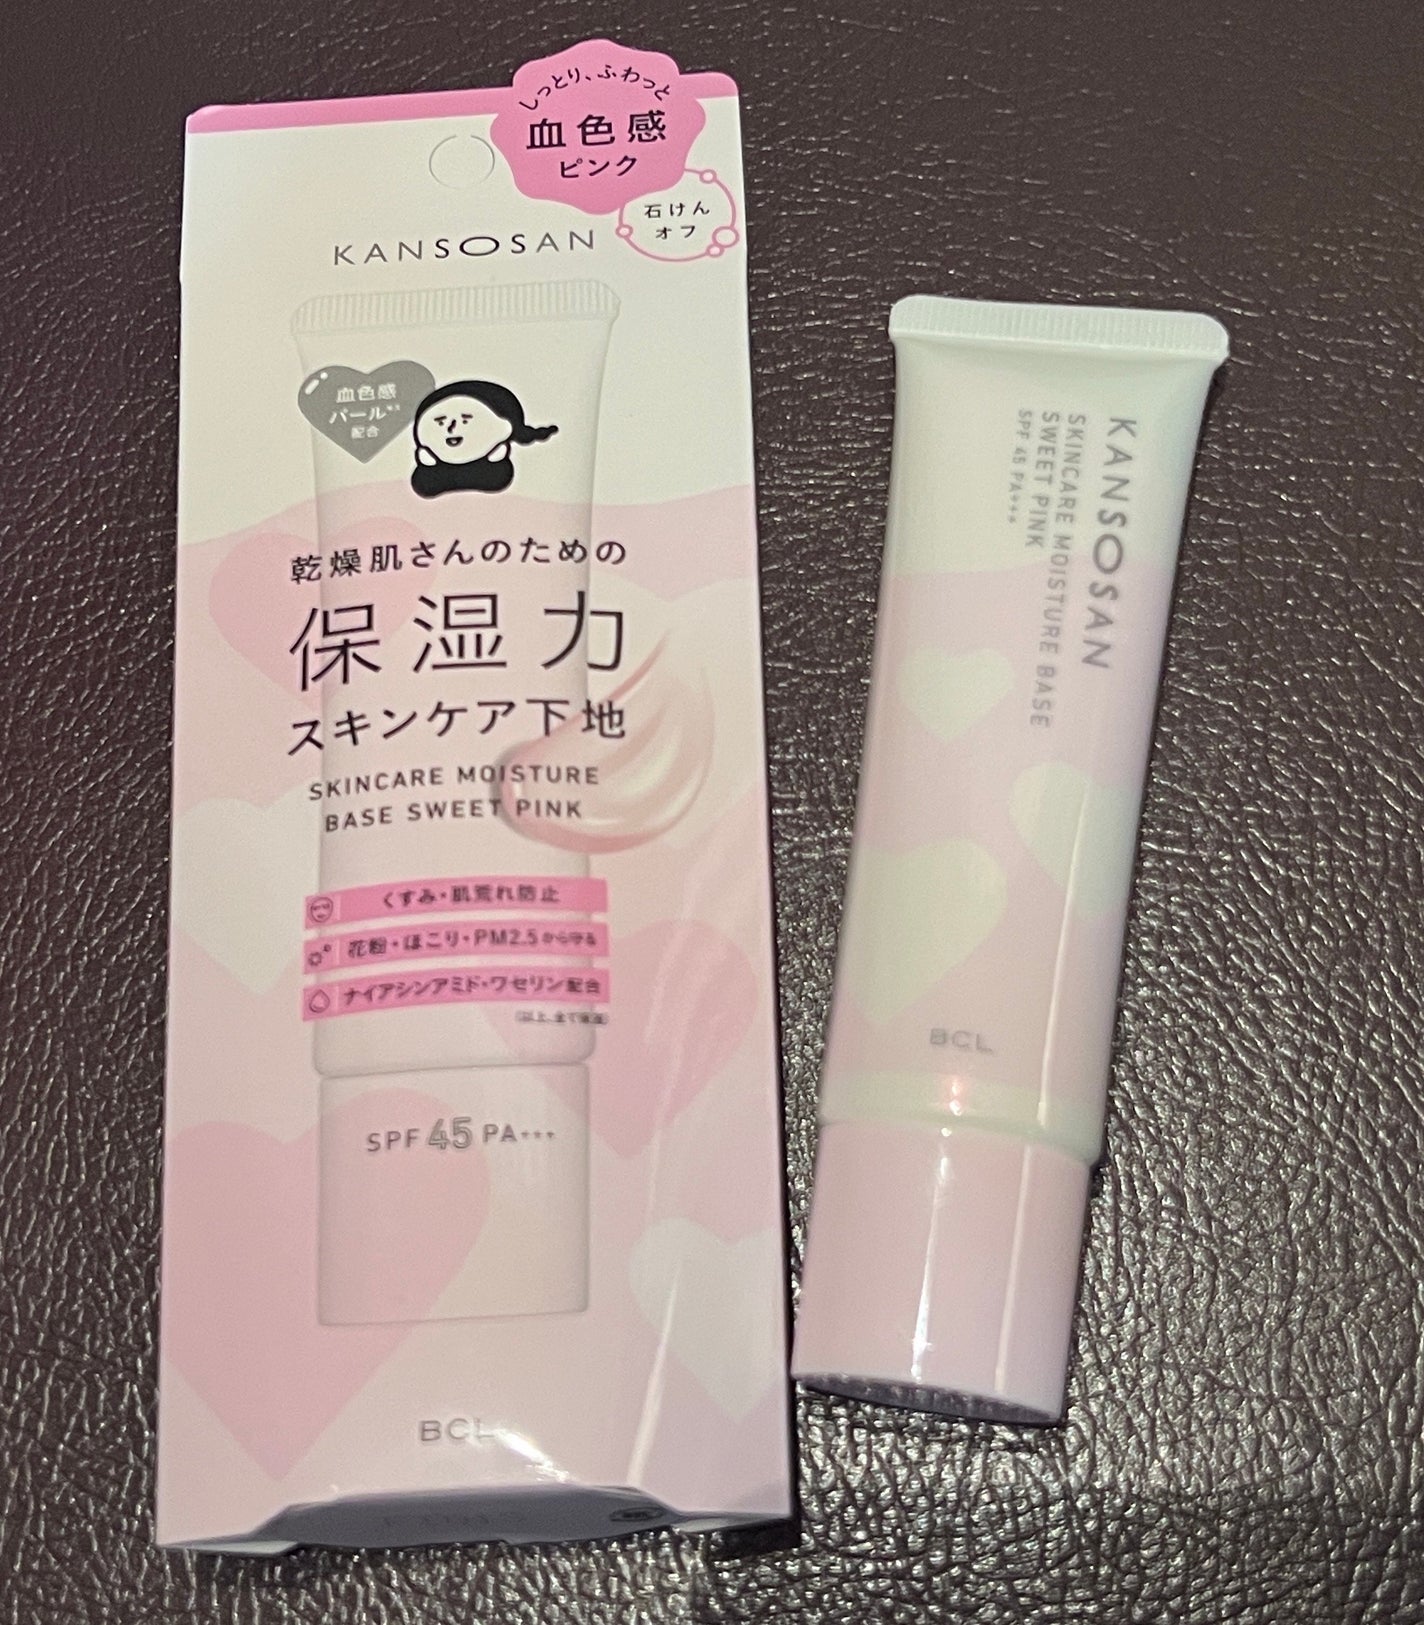 しっとり、ふわっと
血色感
ピンク
石けん
オフ
KANSOSAN
血色感
パール
配合
乾燥肌さんのための
保湿力
スキンケア下地
SKINCARE MOISTURE
BASE SWEET PINK
くすみ・肌荒れ防止
花粉・ほこり・PM2.5から守る
ナイアシンアミド・ワセリン配合
SPF 45 PA+++
BCL
KANSOSAN
SKINCARE MOISTURE BASE
SWEET PINK
SPF 45 PA+++
BCL